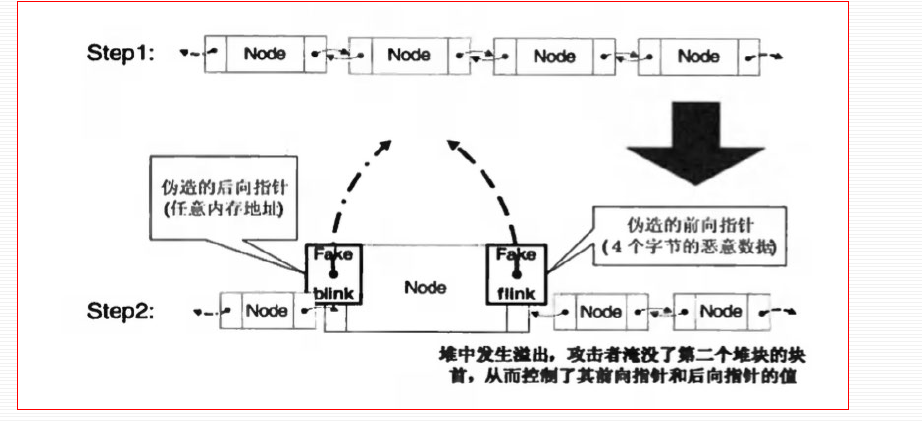 Step1:
Node
Node
Node
Node
伪造的后向指针
(任意内存地址)
伪造的前向指针
(4个字节的恶意数据)
Fake
blink
Node
Fake
flink
Step2:
Node
Node
Node
堆中发生溢出，攻击者淹没了第二个堆块的块
首，从而控制了其前向指针和后向指针的值